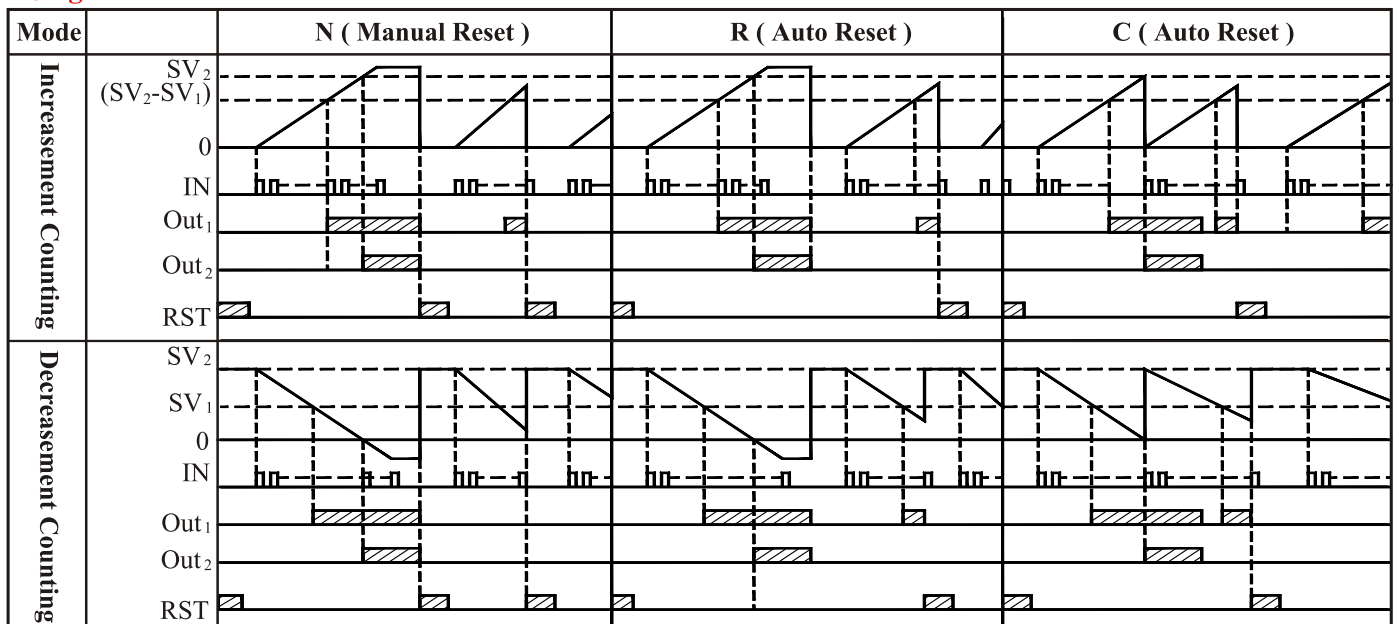 Mode N ( Manual Reset ) R ( Auto Reset ) C ( Auto Reset )
Increasement Counting
SV2
(SV2-SV1)
0
IN
Out1
Out2
RST
Decreasement Counting
SV2
SV1
0
IN
Out1
Out2
RST